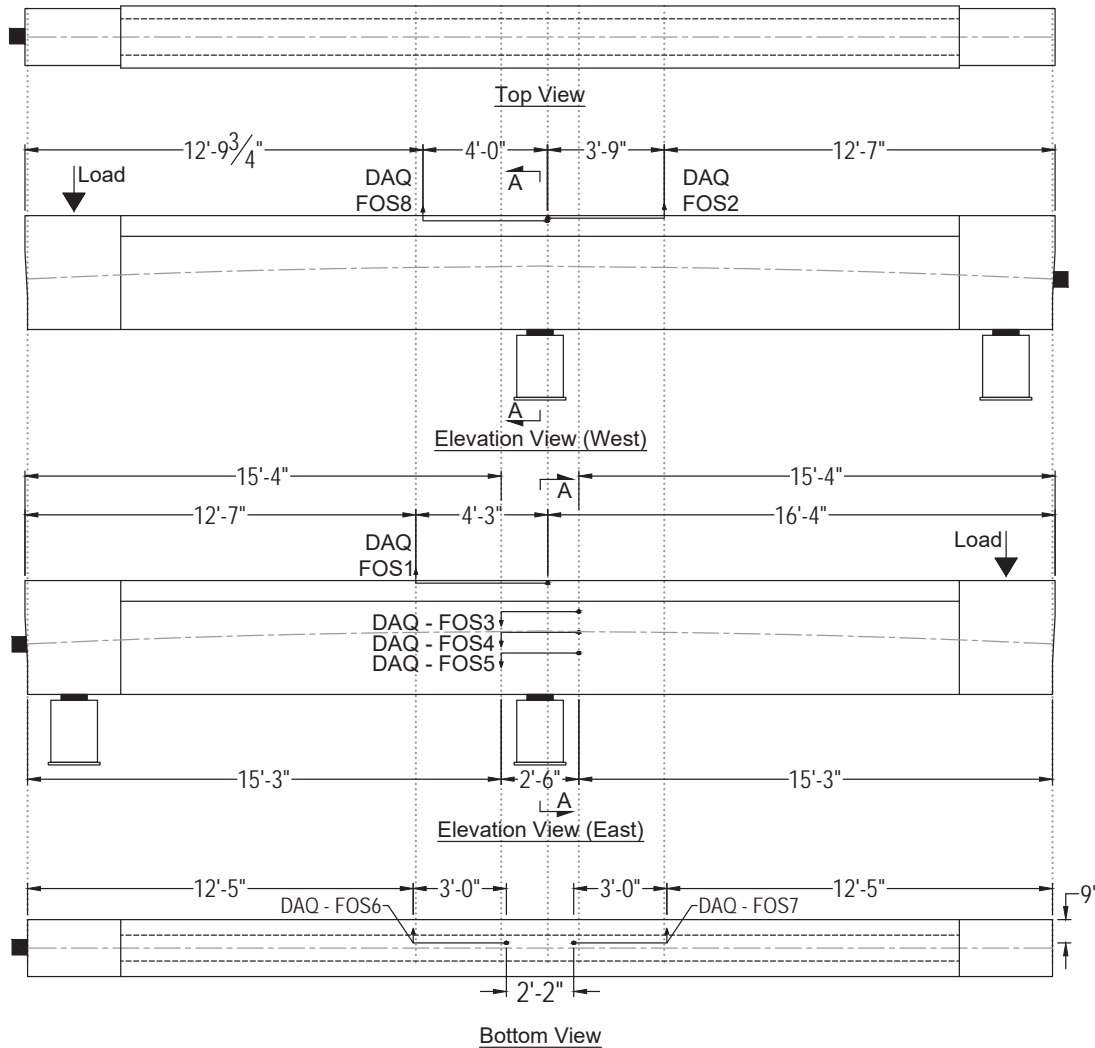 Top View
12'-9 3/4"
4'-0"
3'-9"
12'-7"
Load
DAQ
FOS8
A
DAQ
FOS2
A
Elevation View (West)
15'-4"
15'-4"
A
12'-7"
4'-3"
16'-4"
DAQ
FOS1
Load
DAQ - FOS3
DAQ - FOS4
DAQ - FOS5
15'-3"
2'-6"
15'-3"
A
Elevation View (East)
12'-5"
3'-0"
3'-0"
12'-5"
DAQ - FOS6
DAQ - FOS7
9'
2'-2"
Bottom View